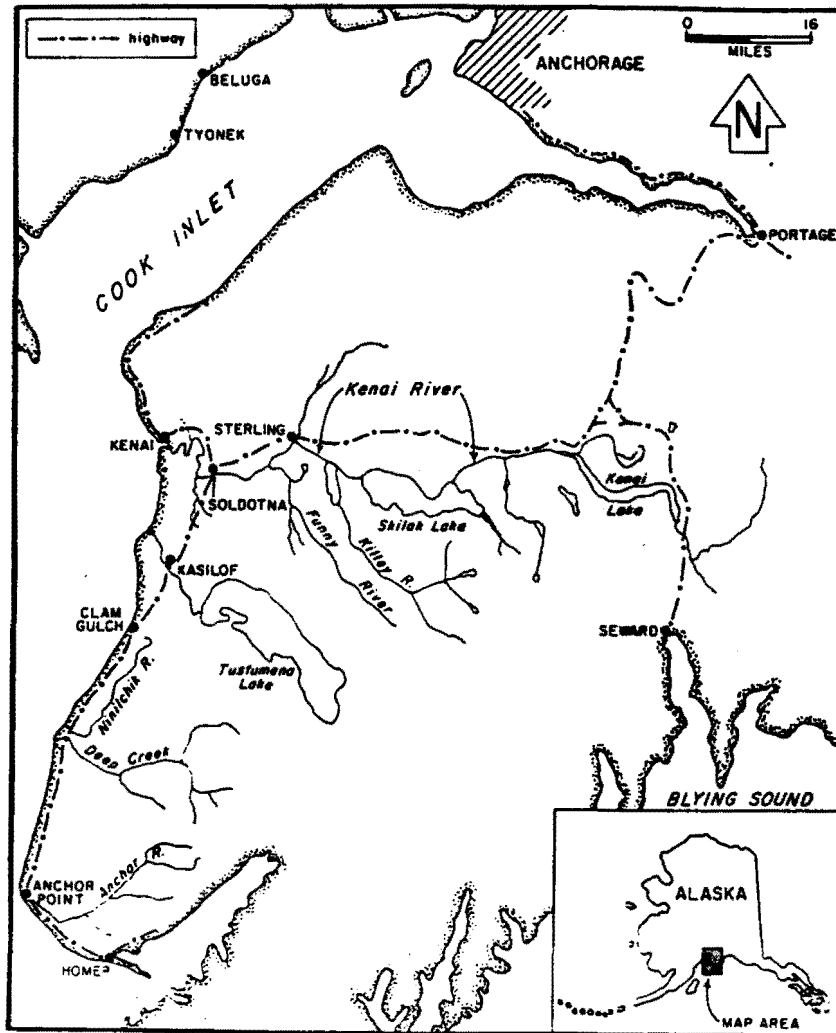 highway
0 16
MILES
ANCHORAGE
N
BELUGA
TYONEK
COOK INLET
PORTAGE
Kenai River
STERLING
KENAI
SOLDOTNA
Kenai
Lake
Skilak Lake
Funny
River
Killey R.
KASILOF
CLAM
GULCH
SEWARD
Tustumena
Lake
Ninilchik R.
Deep Creek
BLYING SOUND
Anchor R.
ANCHOR
POINT
HOMER
ALASKA
MAP AREA